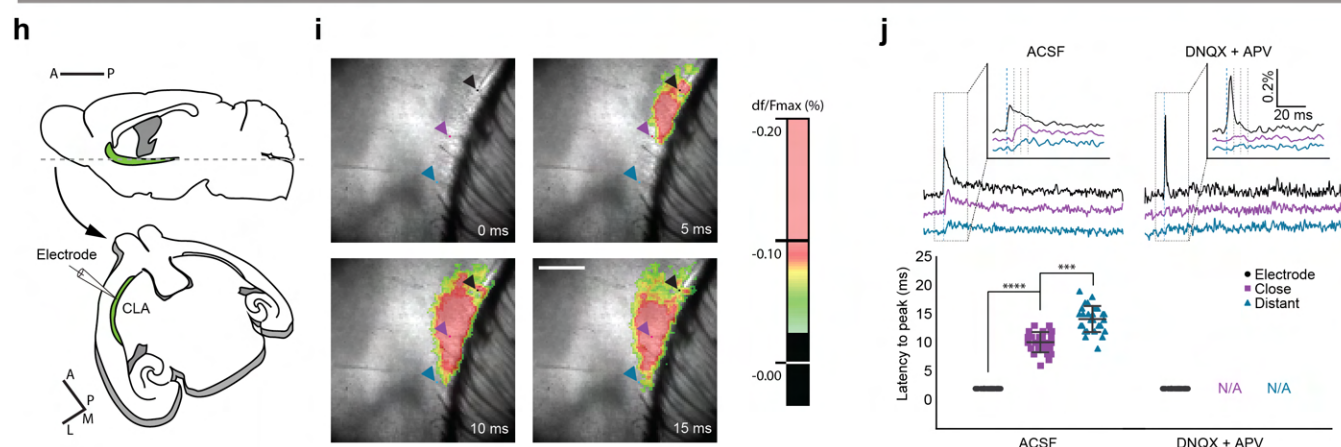 h
A P
Electrode
CLA
A
P
M
L
i
0 ms
5 ms
10 ms
15 ms
df/Fmax (%)
-0.20
-0.10
-0.00
j
ACSF
DNQX + APV
0.2%
20 ms
Latency to peak (ms)
25
20
15
10
5
0
****
***
Electrode
Close
Distant
N/A
N/A
ACSF
DNQX + APV